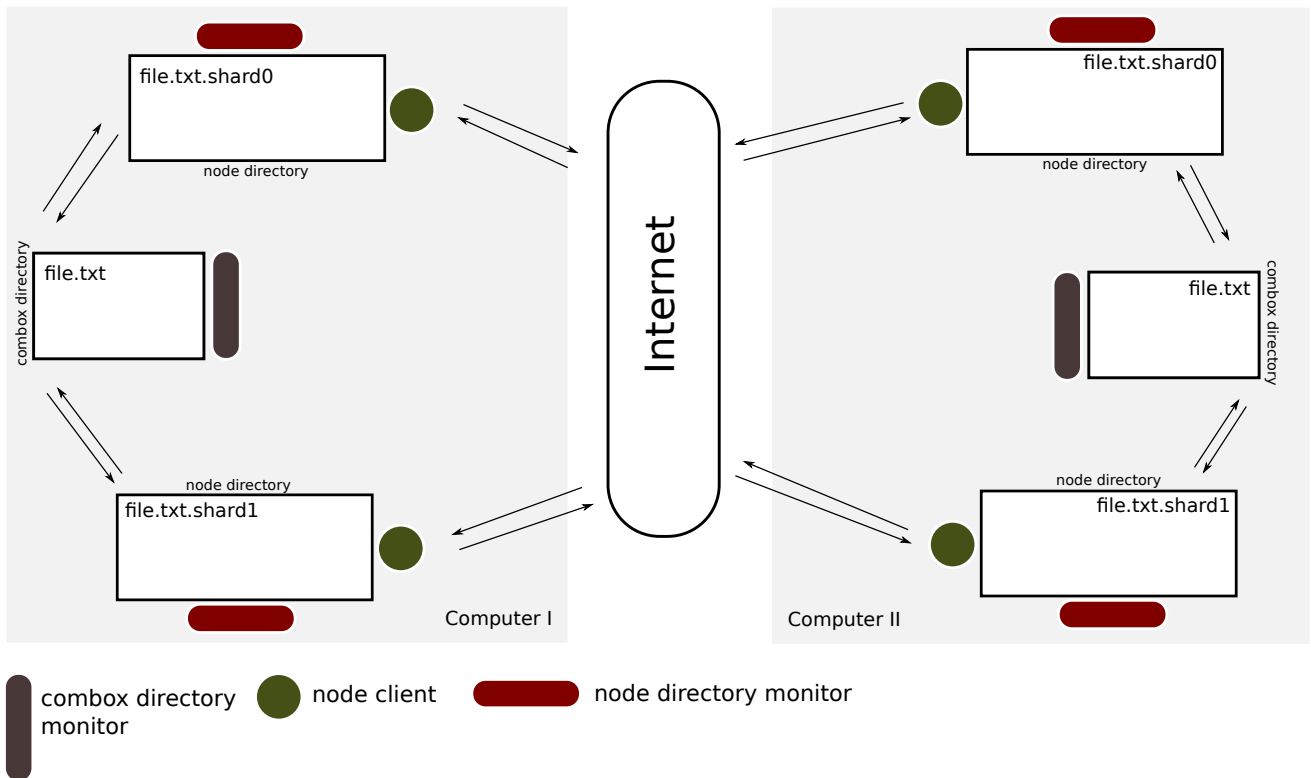 file.txt.shard0
node directory
combox directory
file.txt
node directory
file.txt.shard1
Computer I
Internet
file.txt.shard0
node directory
file.txt
combox directory
node directory
file.txt.shard1
Computer II
combox directory
monitor
node client
node directory monitor